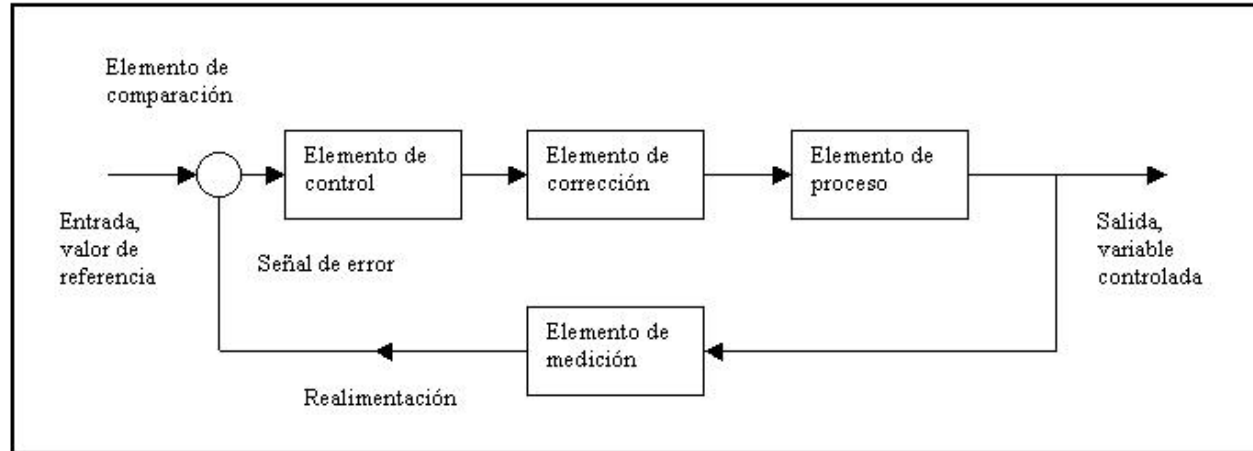 Elemento de
comparación
Elemento de
control
Elemento de
corrección
Elemento de
proceso
Entrada,
valor de
referencia
Señal de error
Salida,
variable
controlada
Elemento de
medición
Realimentación